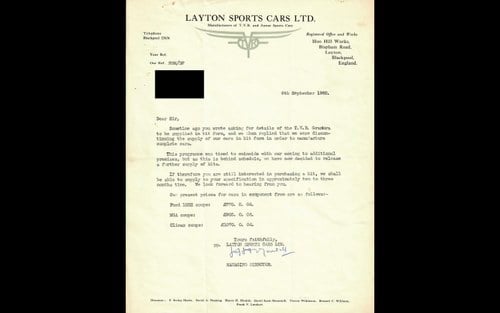 LAYTON SPORTS CARS LTD.
Manufacturers of T.V.R. and Junior Sports Cars
Telephone
Blackpool
Registered Office and Works
Hoo Hill Works,
Bispham Road,
Layton,
Blackpool,
England.
TVR
Your Ref.
Our Ref.
September
Dear Sir,
Sometime ago you wrote asking for details of the T.V.R. Grantura
to be supplied in kit form, and we then replied that we were discon-
tinuing the supply of our cars in kit form in order to manufacture
complete cars.
This programme was timed to coincide with our moving to additional
premises, but as this is behind schedule, we have now decided to release
a further supply of kits.
If therefore you are still interested in purchasing a kit, we shall
be able to supply to your specification in approximately two to three
months time. We look forward to hearing from you.
Our present prices for cars in component form are as follows:-
Ford coupe:
MGA coupe:
Climax coupe:
Yours faithfully,
LAYTON SPORTS CARS LTD.
MANAGING DIRECTOR.
Directors: